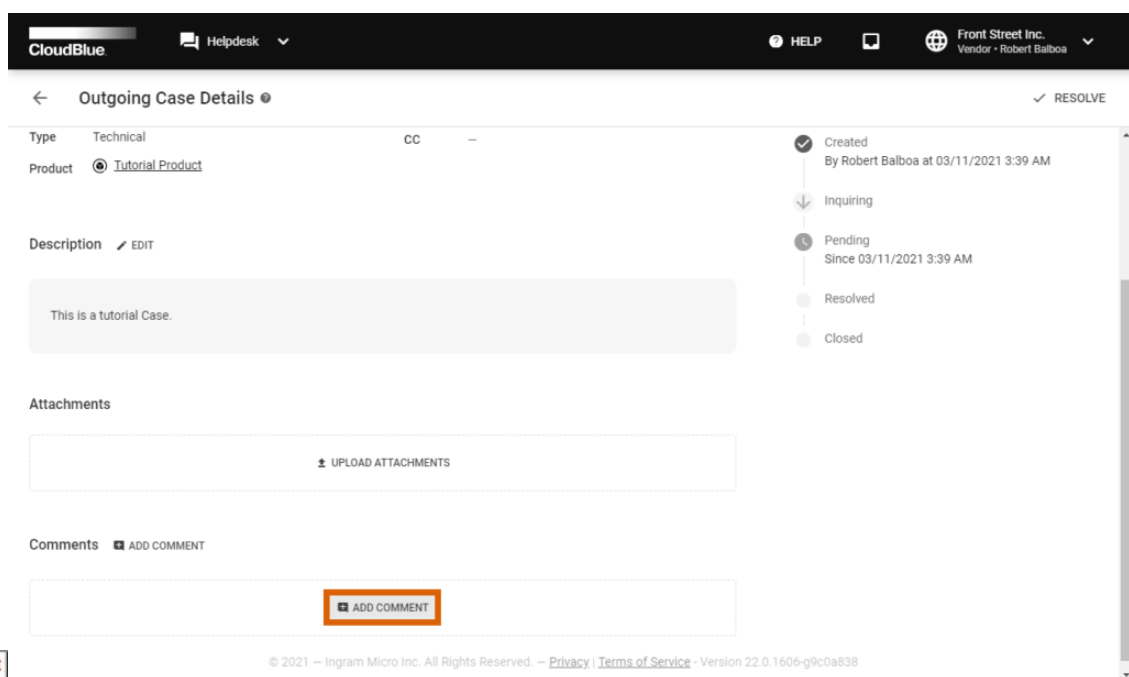 CloudBlue. Helpdesk HELP Front Street Inc.
Vendor • Robert Balboa
Outgoing Case Details RESOLVE
Type Technical CC –
Product Tutorial Product
Created
By Robert Balboa at 03/11/2021 3:39 AM
Inquiring
Pending
Since 03/11/2021 3:39 AM
Resolved
Closed
Description EDIT
This is a tutorial Case.
Attachments
UPLOAD ATTACHMENTS
Comments ADD COMMENT
ADD COMMENT
© 2021 – Ingram Micro Inc. All Rights Reserved. – Privacy | Terms of Service - Version 22.0.1606-g9c0a838